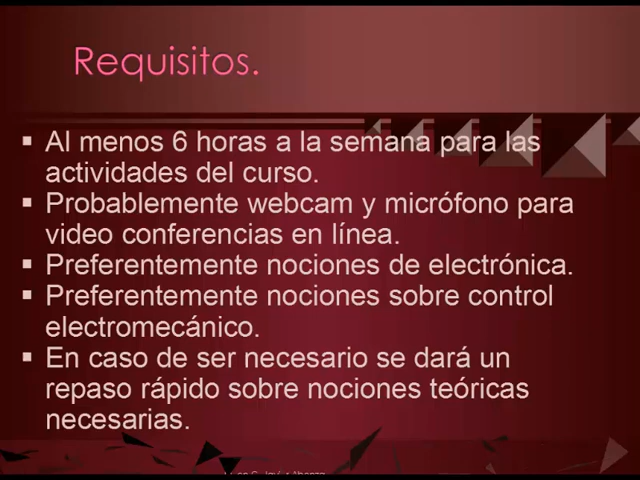 Requisitos.
▪ Al menos 6 horas a la semana para las
actividades del curso.
▪ Probablemente webcam y micrófono para
video conferencias en línea.
▪ Preferentemente nociones de electrónica.
▪ Preferentemente nociones sobre control
electromecánico.
▪ En caso de ser necesario se dará un
repaso rápido sobre nociones teóricas
necesarias.